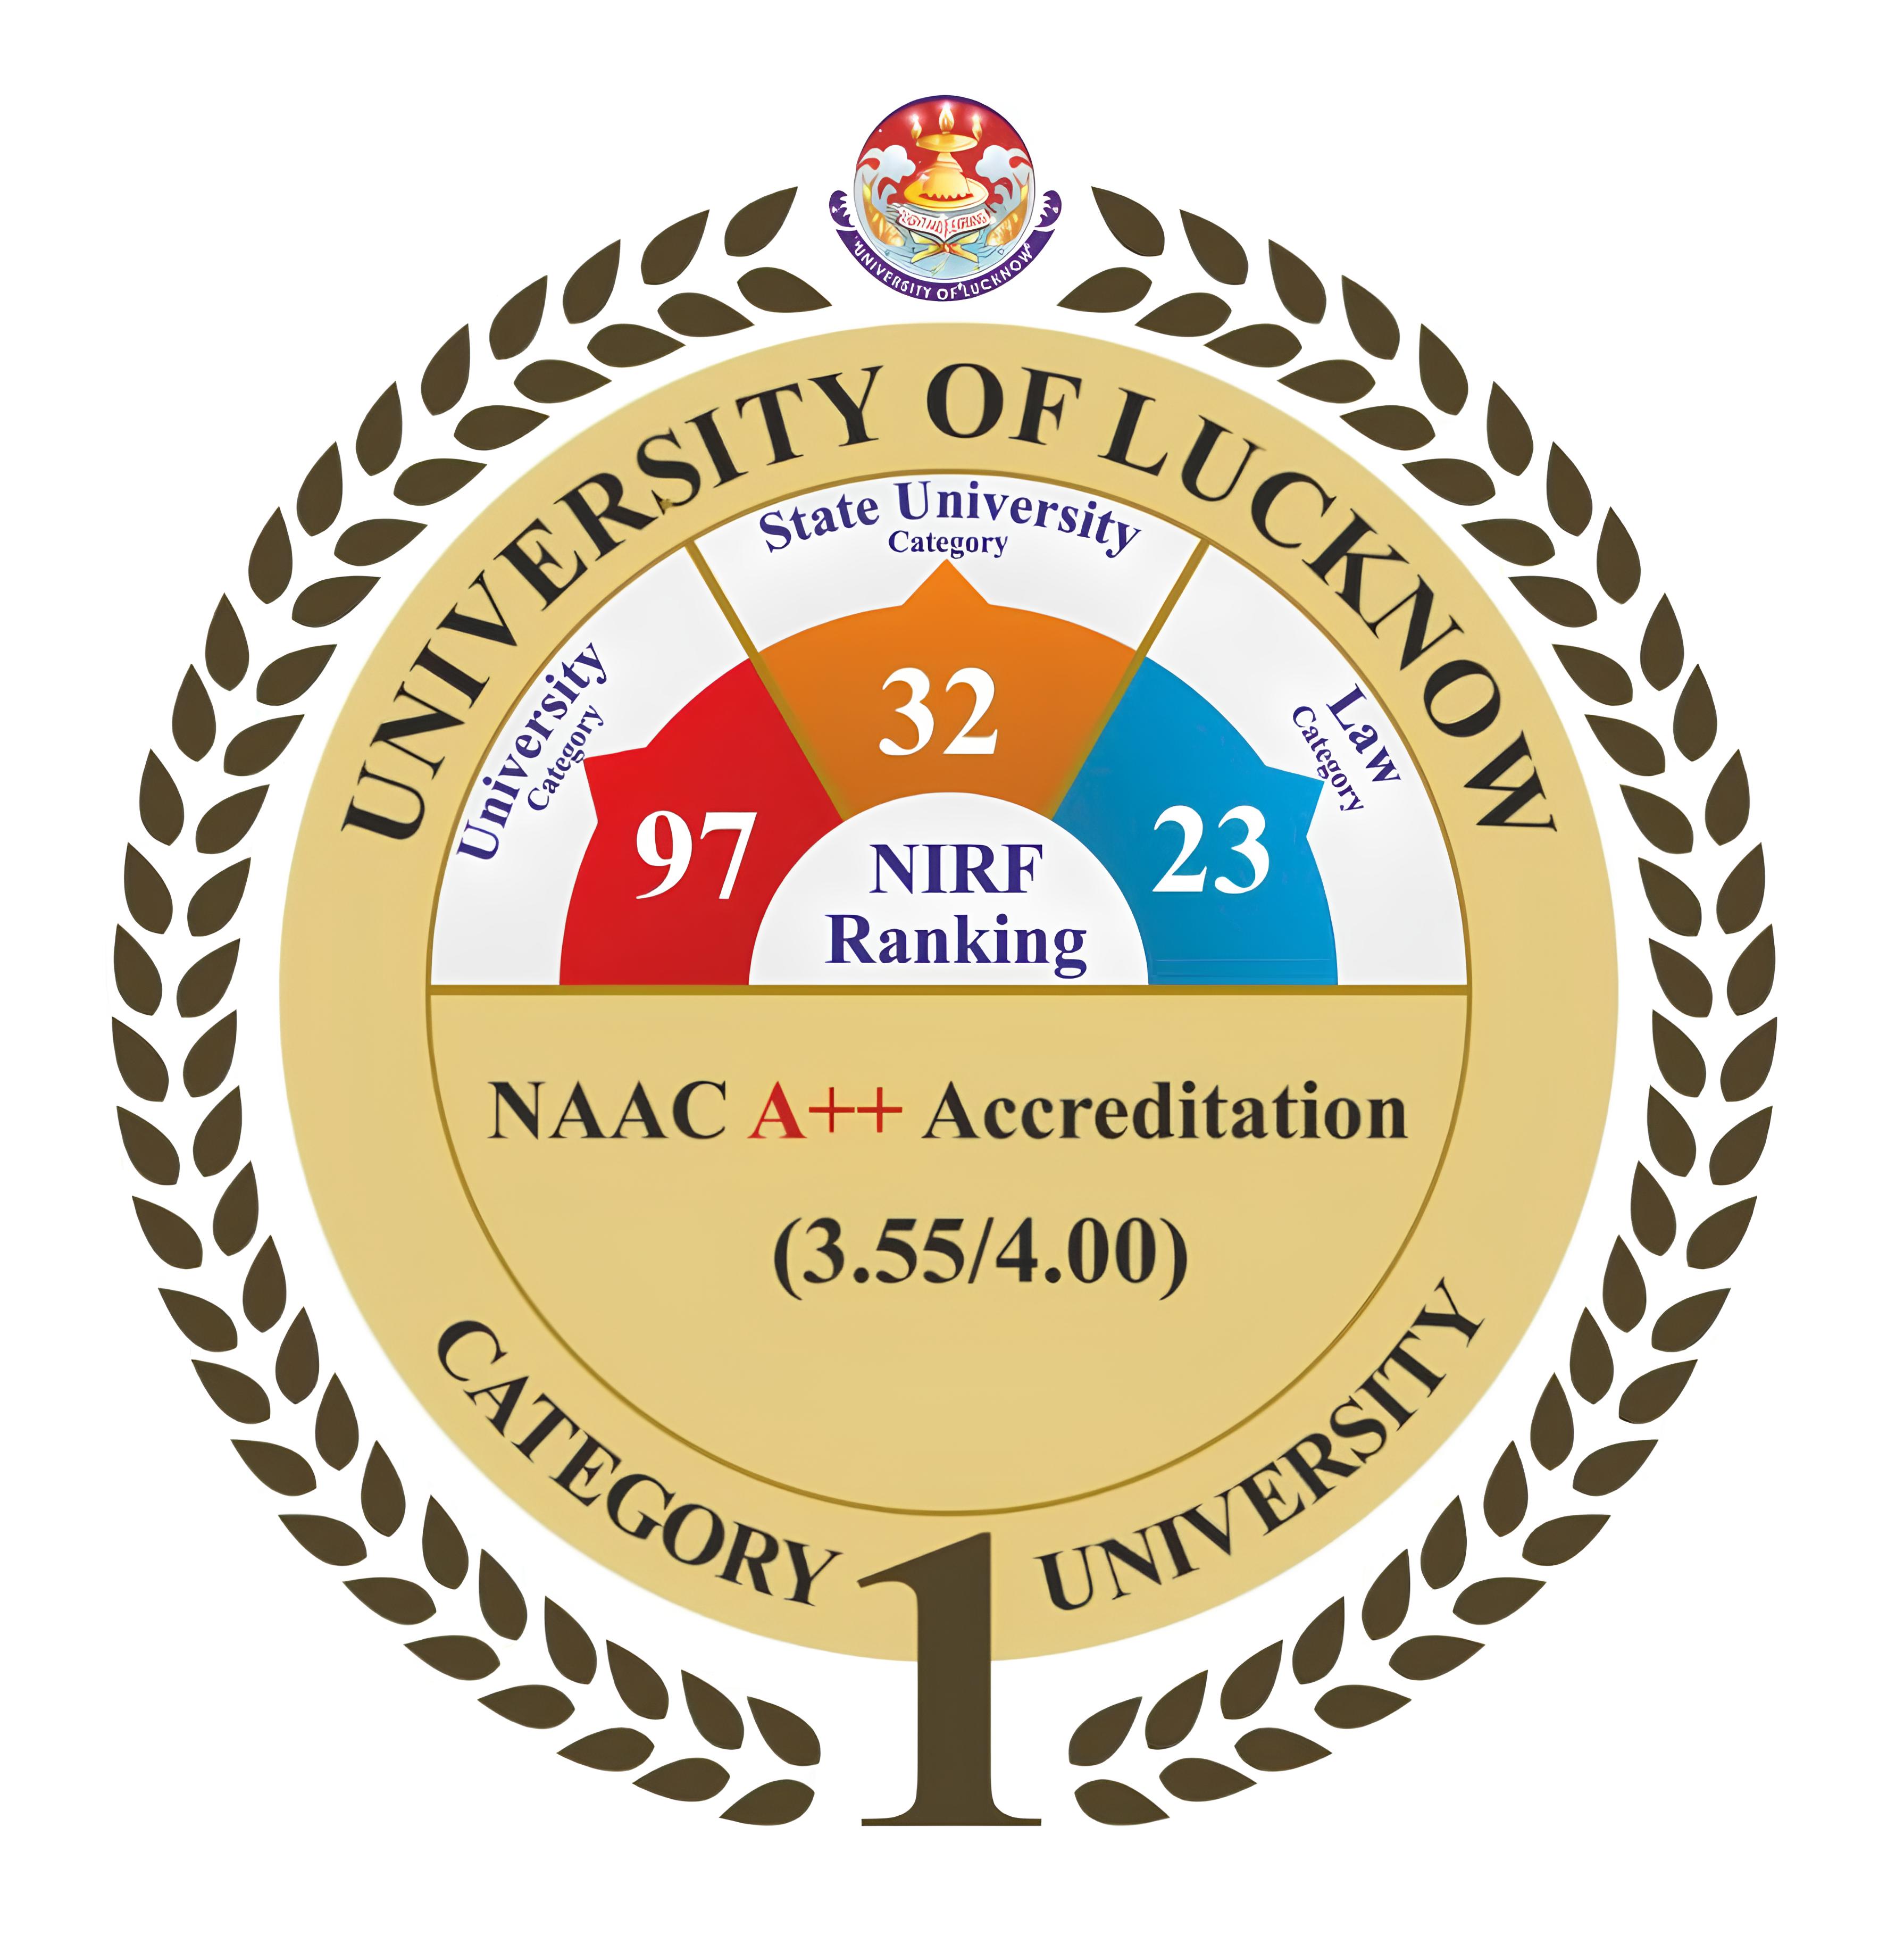 UNIVERSITY OF LUCKNOW
UNIVERSITY OF LUCKNOW
State University
Category
University
Category
Law
Category
32
97
23
NIRF
Ranking
NAAC A++ Accreditation
(3.55/4.00)
CATEGORY 1 UNIVERSITY